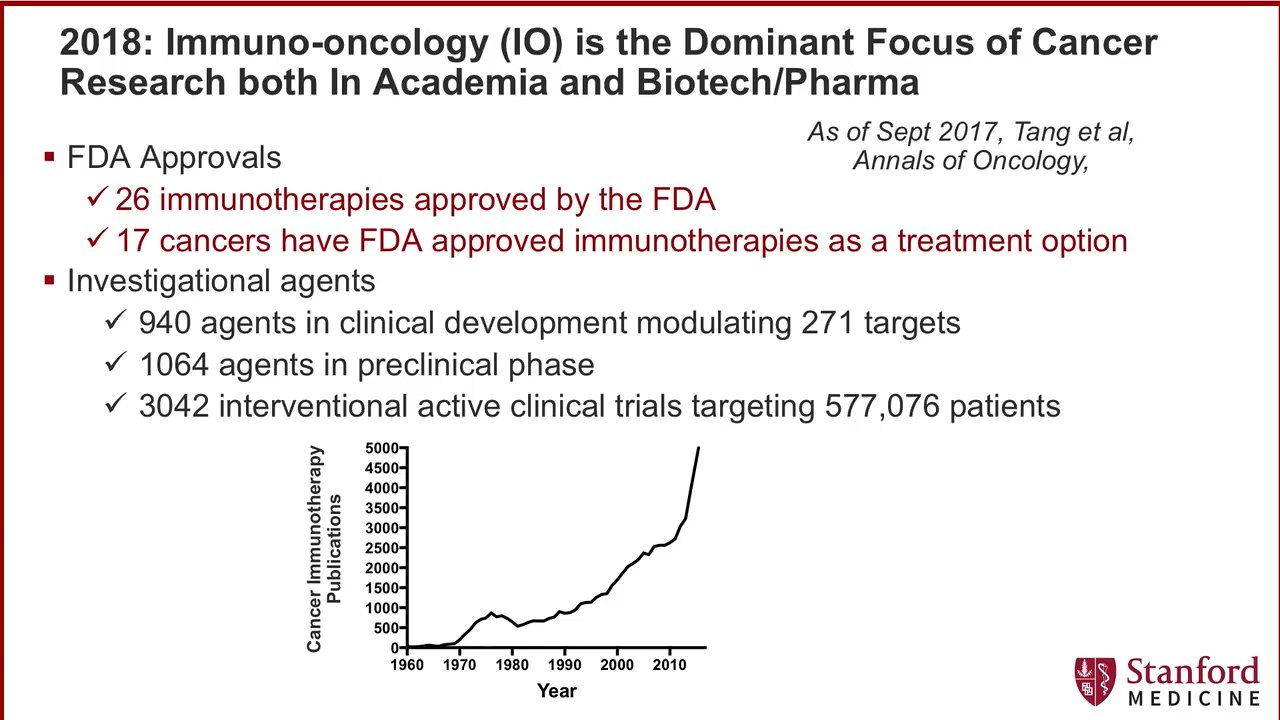 2018: Immuno-oncology (IO) is the Dominant Focus of Cancer
Research both In Academia and Biotech/Pharma
As of Sept 2017, Tang et al,
Annals of Oncology,
▪ FDA Approvals
✓ 26 immunotherapies approved by the FDA
✓ 17 cancers have FDA approved immunotherapies as a treatment option
▪ Investigational agents
✓ 940 agents in clinical development modulating 271 targets
✓ 1064 agents in preclinical phase
✓ 3042 interventional active clinical trials targeting 577,076 patients
Cancer Immunotherapy
Publications
5000
4500
4000
3500
3000
2500
2000
1500
1000
500
0
1960 1970 1980 1990 2000 2010
Year
Stanford
MEDICINE